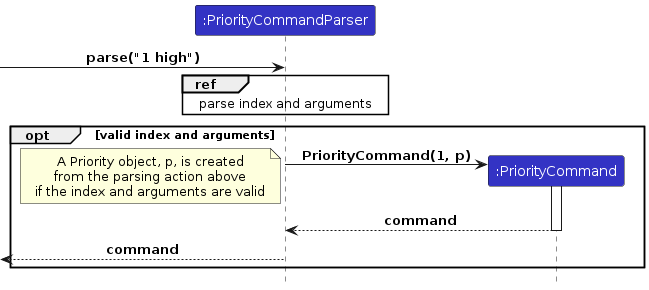 :PriorityCommandParser
parse("1 high")
ref
parse index and arguments
opt [valid index and arguments]
A Priority object, p, is created
from the parsing action above
if the index and arguments are valid
PriorityCommand(1, p)
:PriorityCommand
command
command